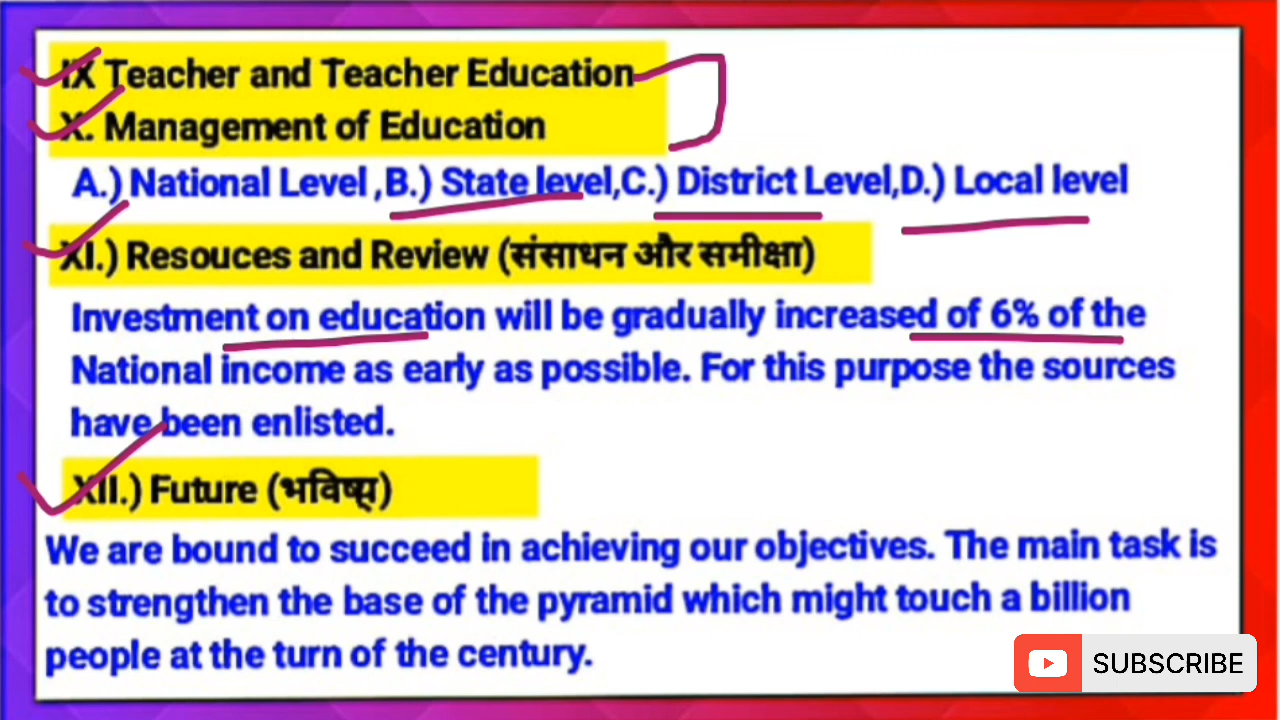 IX Teacher and Teacher Education
X. Management of Education
A.) National Level ,B.) State level,C.) District Level,D.) Local level
XI.) Resouces and Review (संसाधन और समीक्षा)
Investment on education will be gradually increased of 6% of the
National income as early as possible. For this purpose the sources
have been enlisted.
XII.) Future (भविष्य)
We are bound to succeed in achieving our objectives. The main task is
to strengthen the base of the pyramid which might touch a billion
people at the turn of the century.
SUBSCRIBE